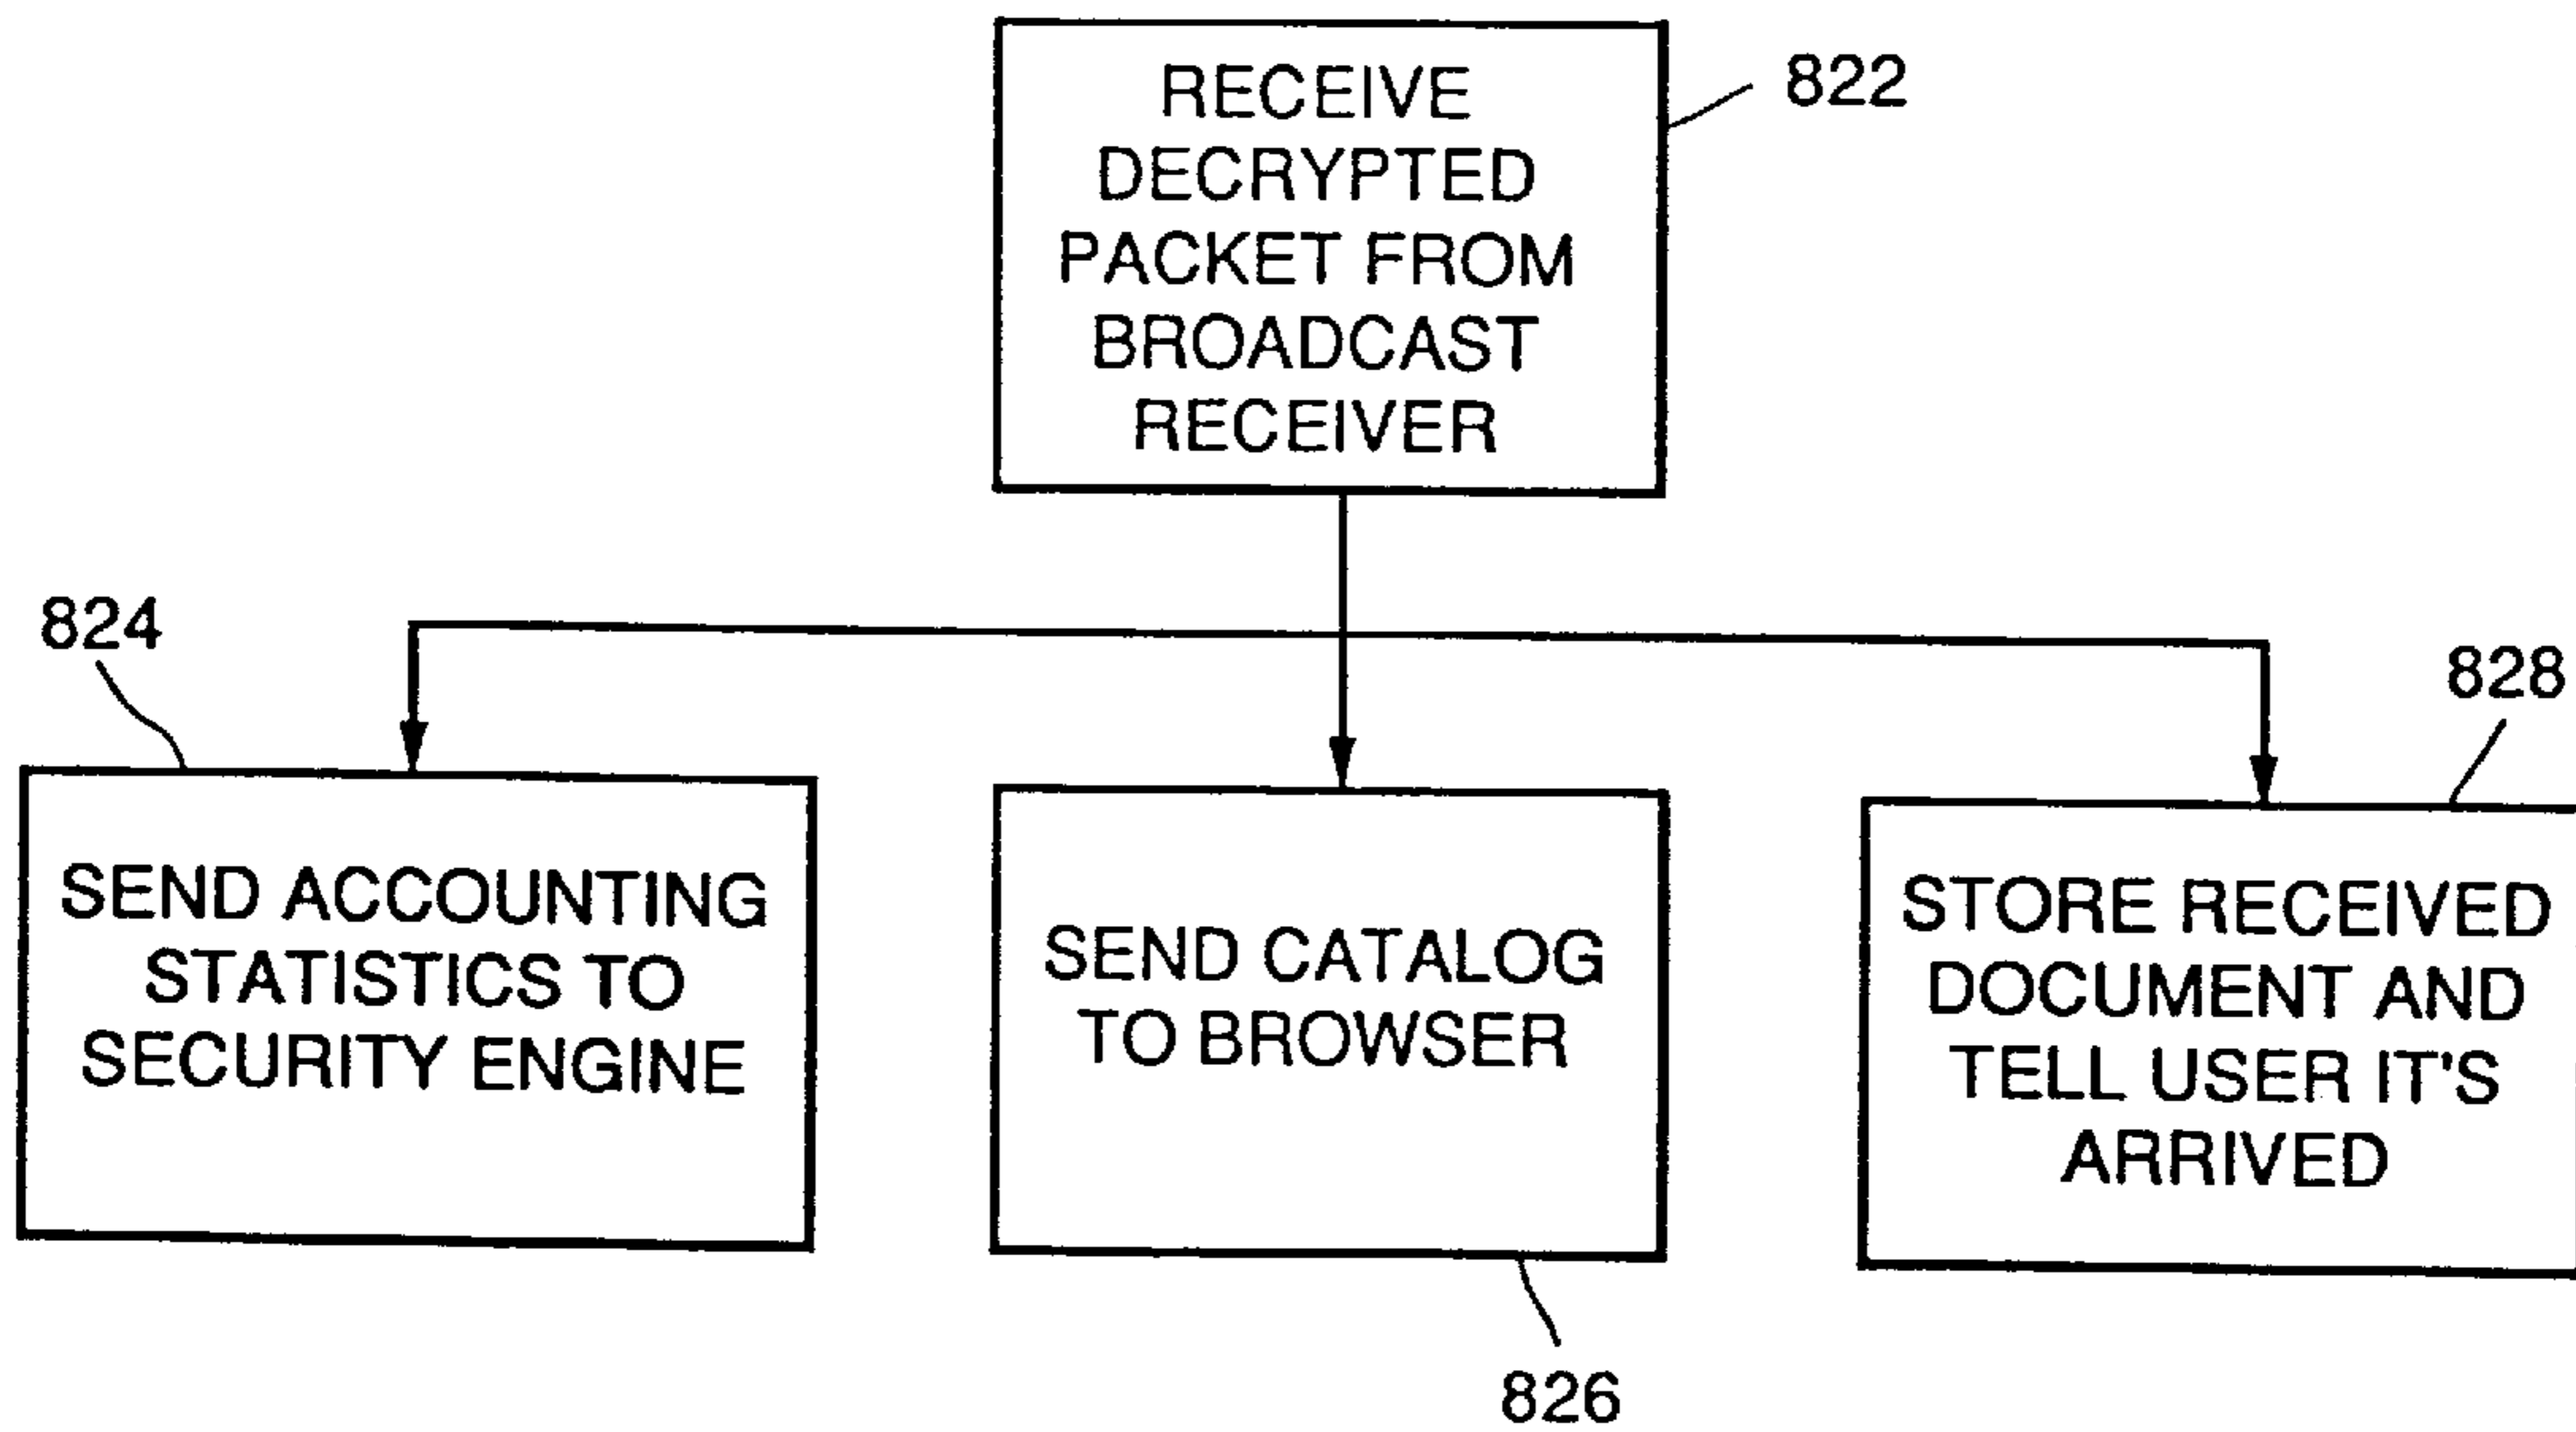 RECEIVE
DECRYPTED
PACKET FROM
BROADCAST
RECEIVER
822
824
828
SEND ACCOUNTING
STATISTICS TO
SECURITY ENGINE
SEND CATALOG
TO BROWSER
STORE RECEIVED
DOCUMENT AND
TELL USER IT'S
ARRIVED
826